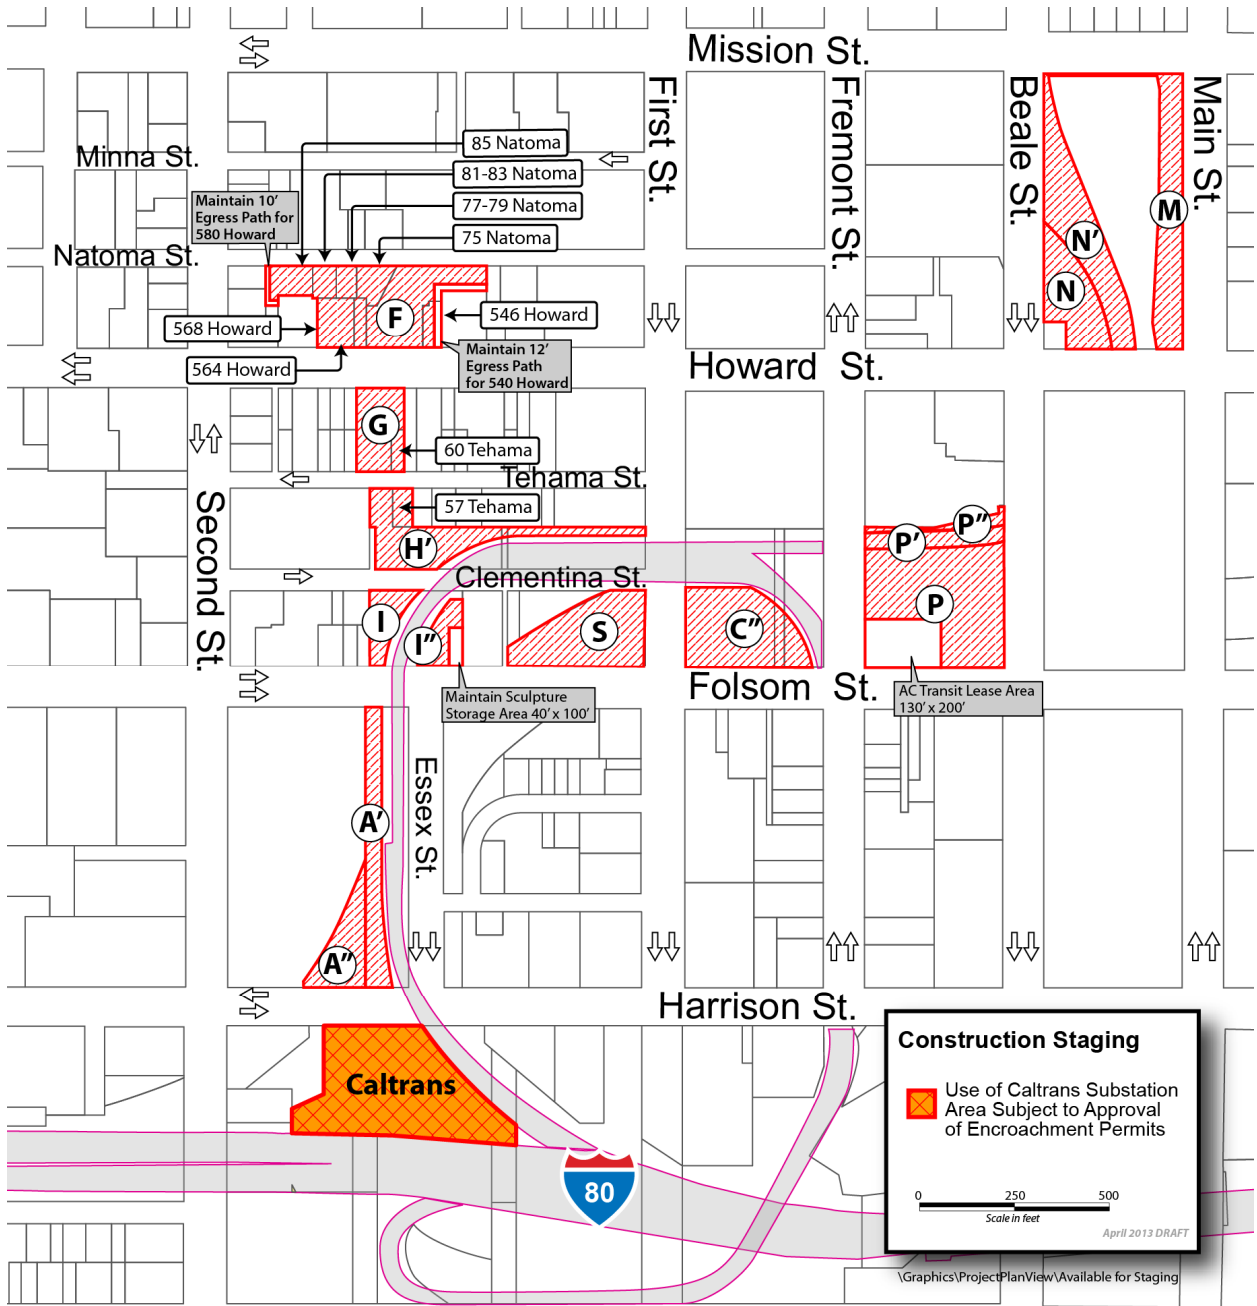 Mission St.
First St.
Fremont St.
Beale St.
Main St.
Minna St.
85 Natoma
81-83 Natoma
77-79 Natoma
75 Natoma
Maintain 10’
Egress Path for
580 Howard
Natoma St.
M
N’
N
F
568 Howard
546 Howard
564 Howard
Maintain 12’
Egress Path
for 540 Howard
Howard St.
G
60 Tehama
Tehama St.
57 Tehama
Second St.
H’
P”
P’
P
Clementina St.
I
I”
S
C”
Folsom St.
Maintain Sculpture
Storage Area 40’ x 100’
AC Transit Lease Area
130’ x 200’
Essex St.
A’
A”
Harrison St.
Caltrans
80
Construction Staging
Use of Caltrans Substation
Area Subject to Approval
of Encroachment Permits
0 250 500
Scale in feet
April 2013 DRAFT
\Graphics\ProjectPlanView\Available for Staging